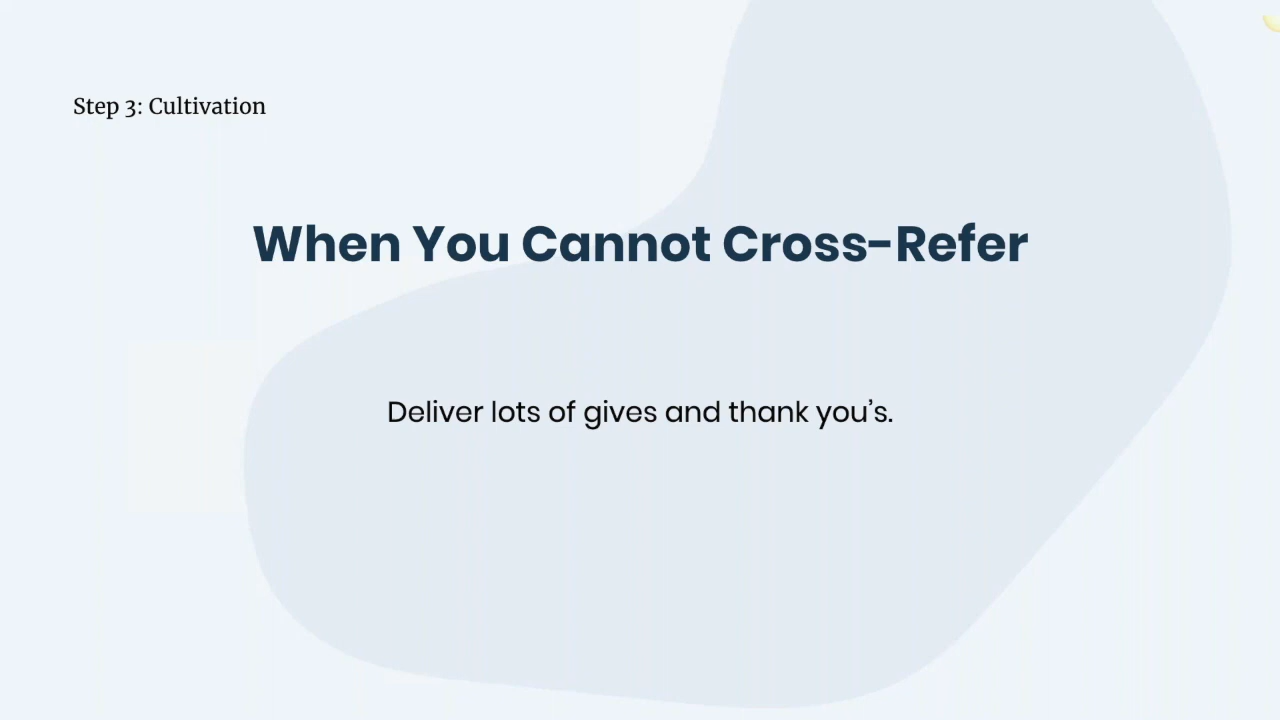 Step 3: Cultivation
When You Cannot Cross-Refer
Deliver lots of gives and thank you's.